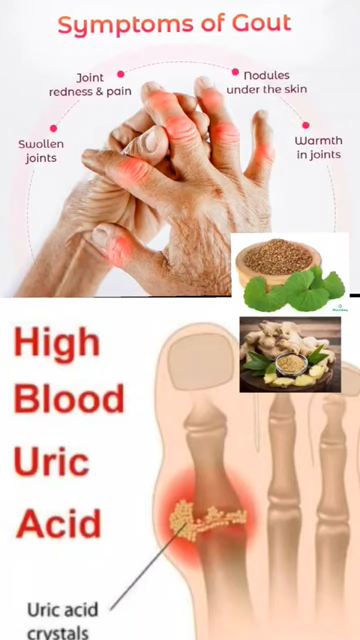 Symptoms of Gout
Joint
redness & pain
Nodules
under the skin
Swollen
joints
Warmth
in joints
High
Blood
Uric
Acid
Uric acid
crystals